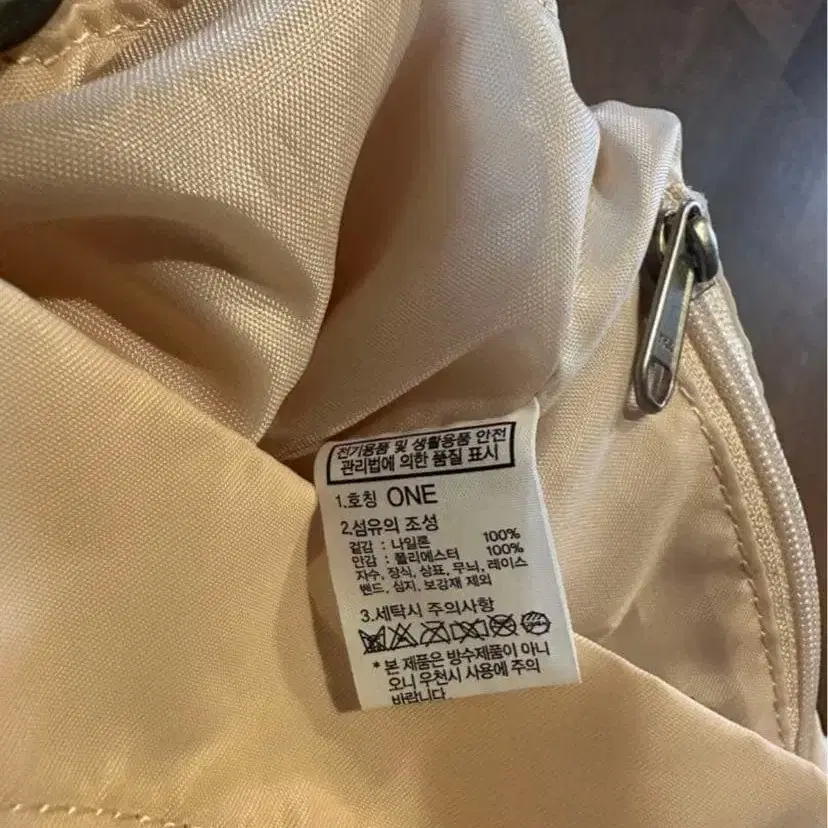 전기용품 및 생활용품 안전
관리법에 의한 품질 표시
1.호칭 ONE
2.섬유의 조성
겉감 : 나일론 100%
안감 : 폴리에스터 100%
자수, 장식, 상표, 무늬, 레이스
밴드, 심지, 보강재 제외
3.세탁시 주의사항
* 본 제품은 방수제품이 아니
오니 우천시 사용에 주의
바랍니다.